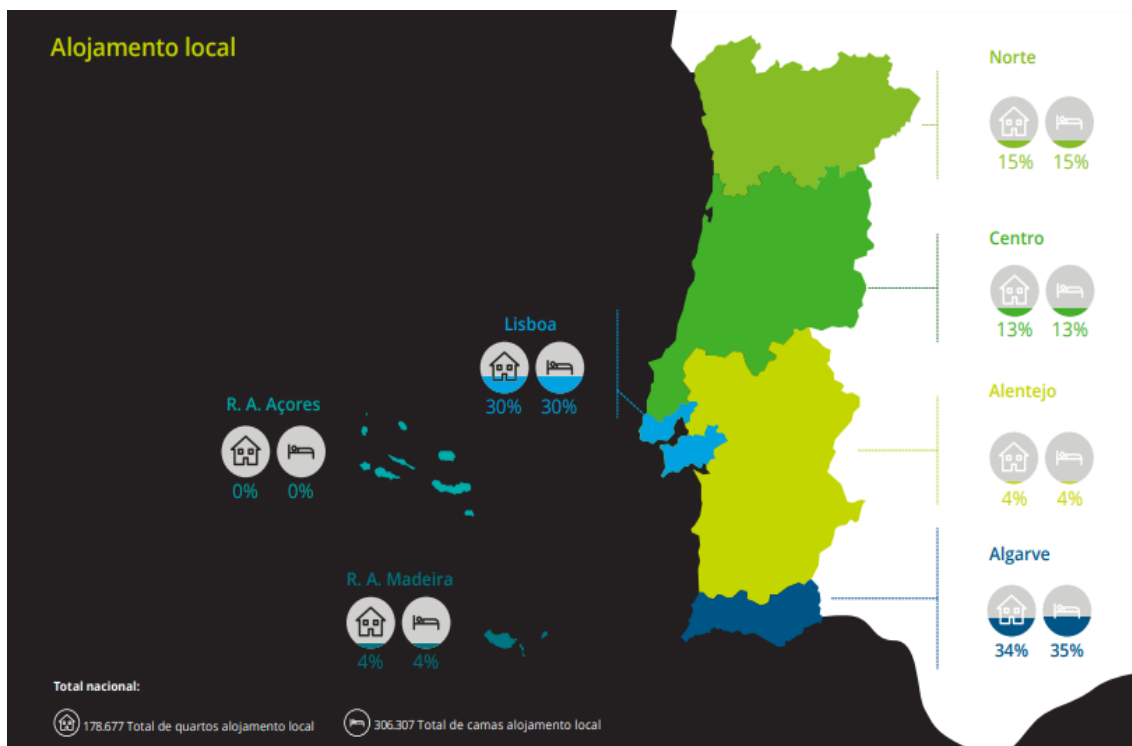 Alojamento local
Norte
15% 15%
Centro
13% 13%
Lisboa
30% 30%
Alentejo
4% 4%
R. A. Açores
0% 0%
Algarve
34% 35%
R. A. Madeira
4% 4%
Total nacional:
178.677 Total de quartos alojamento local
306.307 Total de camas alojamento local